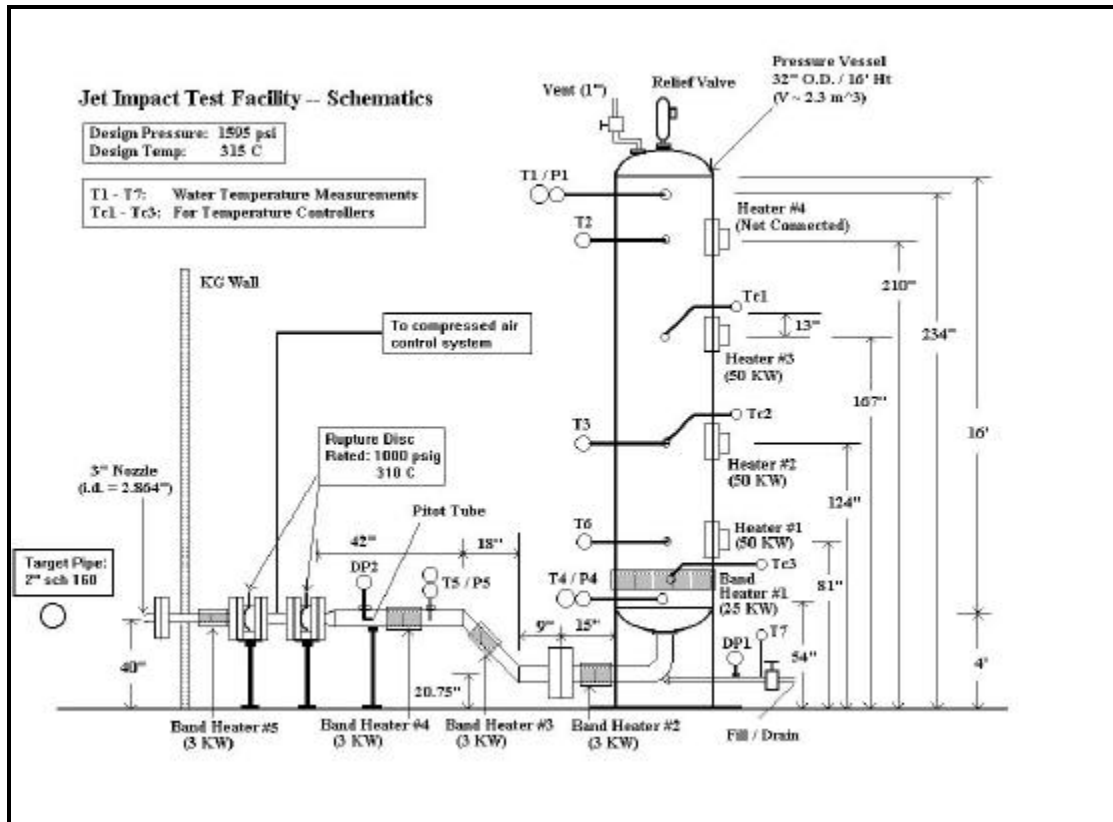 Jet Impact Test Facility -- Schematics
Design Pressure: 1595 psi
Design Temp: 315 C
T1 - T7: Water Temperature Measurements
Tc1 - Tc3: For Temperature Controllers
Vent (1")
Relief Valve
Pressure Vessel
32" O.D. / 16' Ht
(V ~ 2.3 m^3)
T1 / P1
T2
Heater #4
(Not Connected)
KG Wall
To compressed air
control system
Tc1
13"
Heater #3
(50 KW)
210"
234"
167"
16'
Rupture Disc
Rated: 1000 psig
310 C
T3
Tc2
Heater #2
(50 KW)
124"
3" Nozzle
(i.d. = 2.864")
Pitot Tube
42"
18"
T6
Heater #1
(50 KW)
81"
Target Pipe:
2" sch 160
DP2
T5 / P5
T4 / P4
Tc3
Band
Heater #1
(25 KW)
54"
4'
40"
9"
15"
DP1
T7
20.75"
Band Heater #5
(3 KW)
Band Heater #4
(3 KW)
Band Heater #3
(3 KW)
Band Heater #2
(3 KW)
Fill / Drain